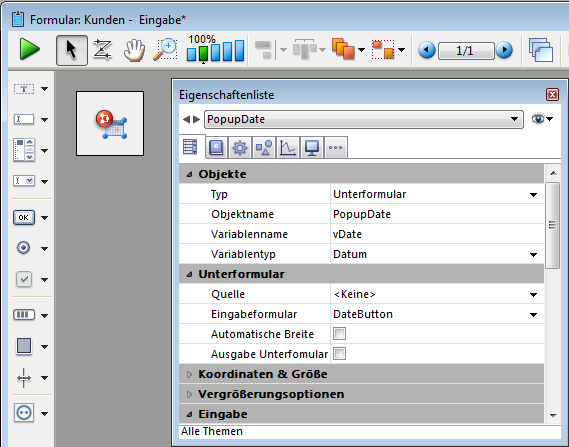 Formular: Kunden - Eingabe*
100%
1/1
Eigenschaftenliste
PopupDate
Objekte
Typ Unterformular
Objektname PopupDate
Variablenname vDate
Variablentyp Datum
Unterformular
Quelle <Keine>
Eingabeformular DateButton
Automatische Breite
Ausgabe Unterfomular
OK
Koordinaten & Größe
Vergrößerungsoptionen
Eingabe
Alle Themen